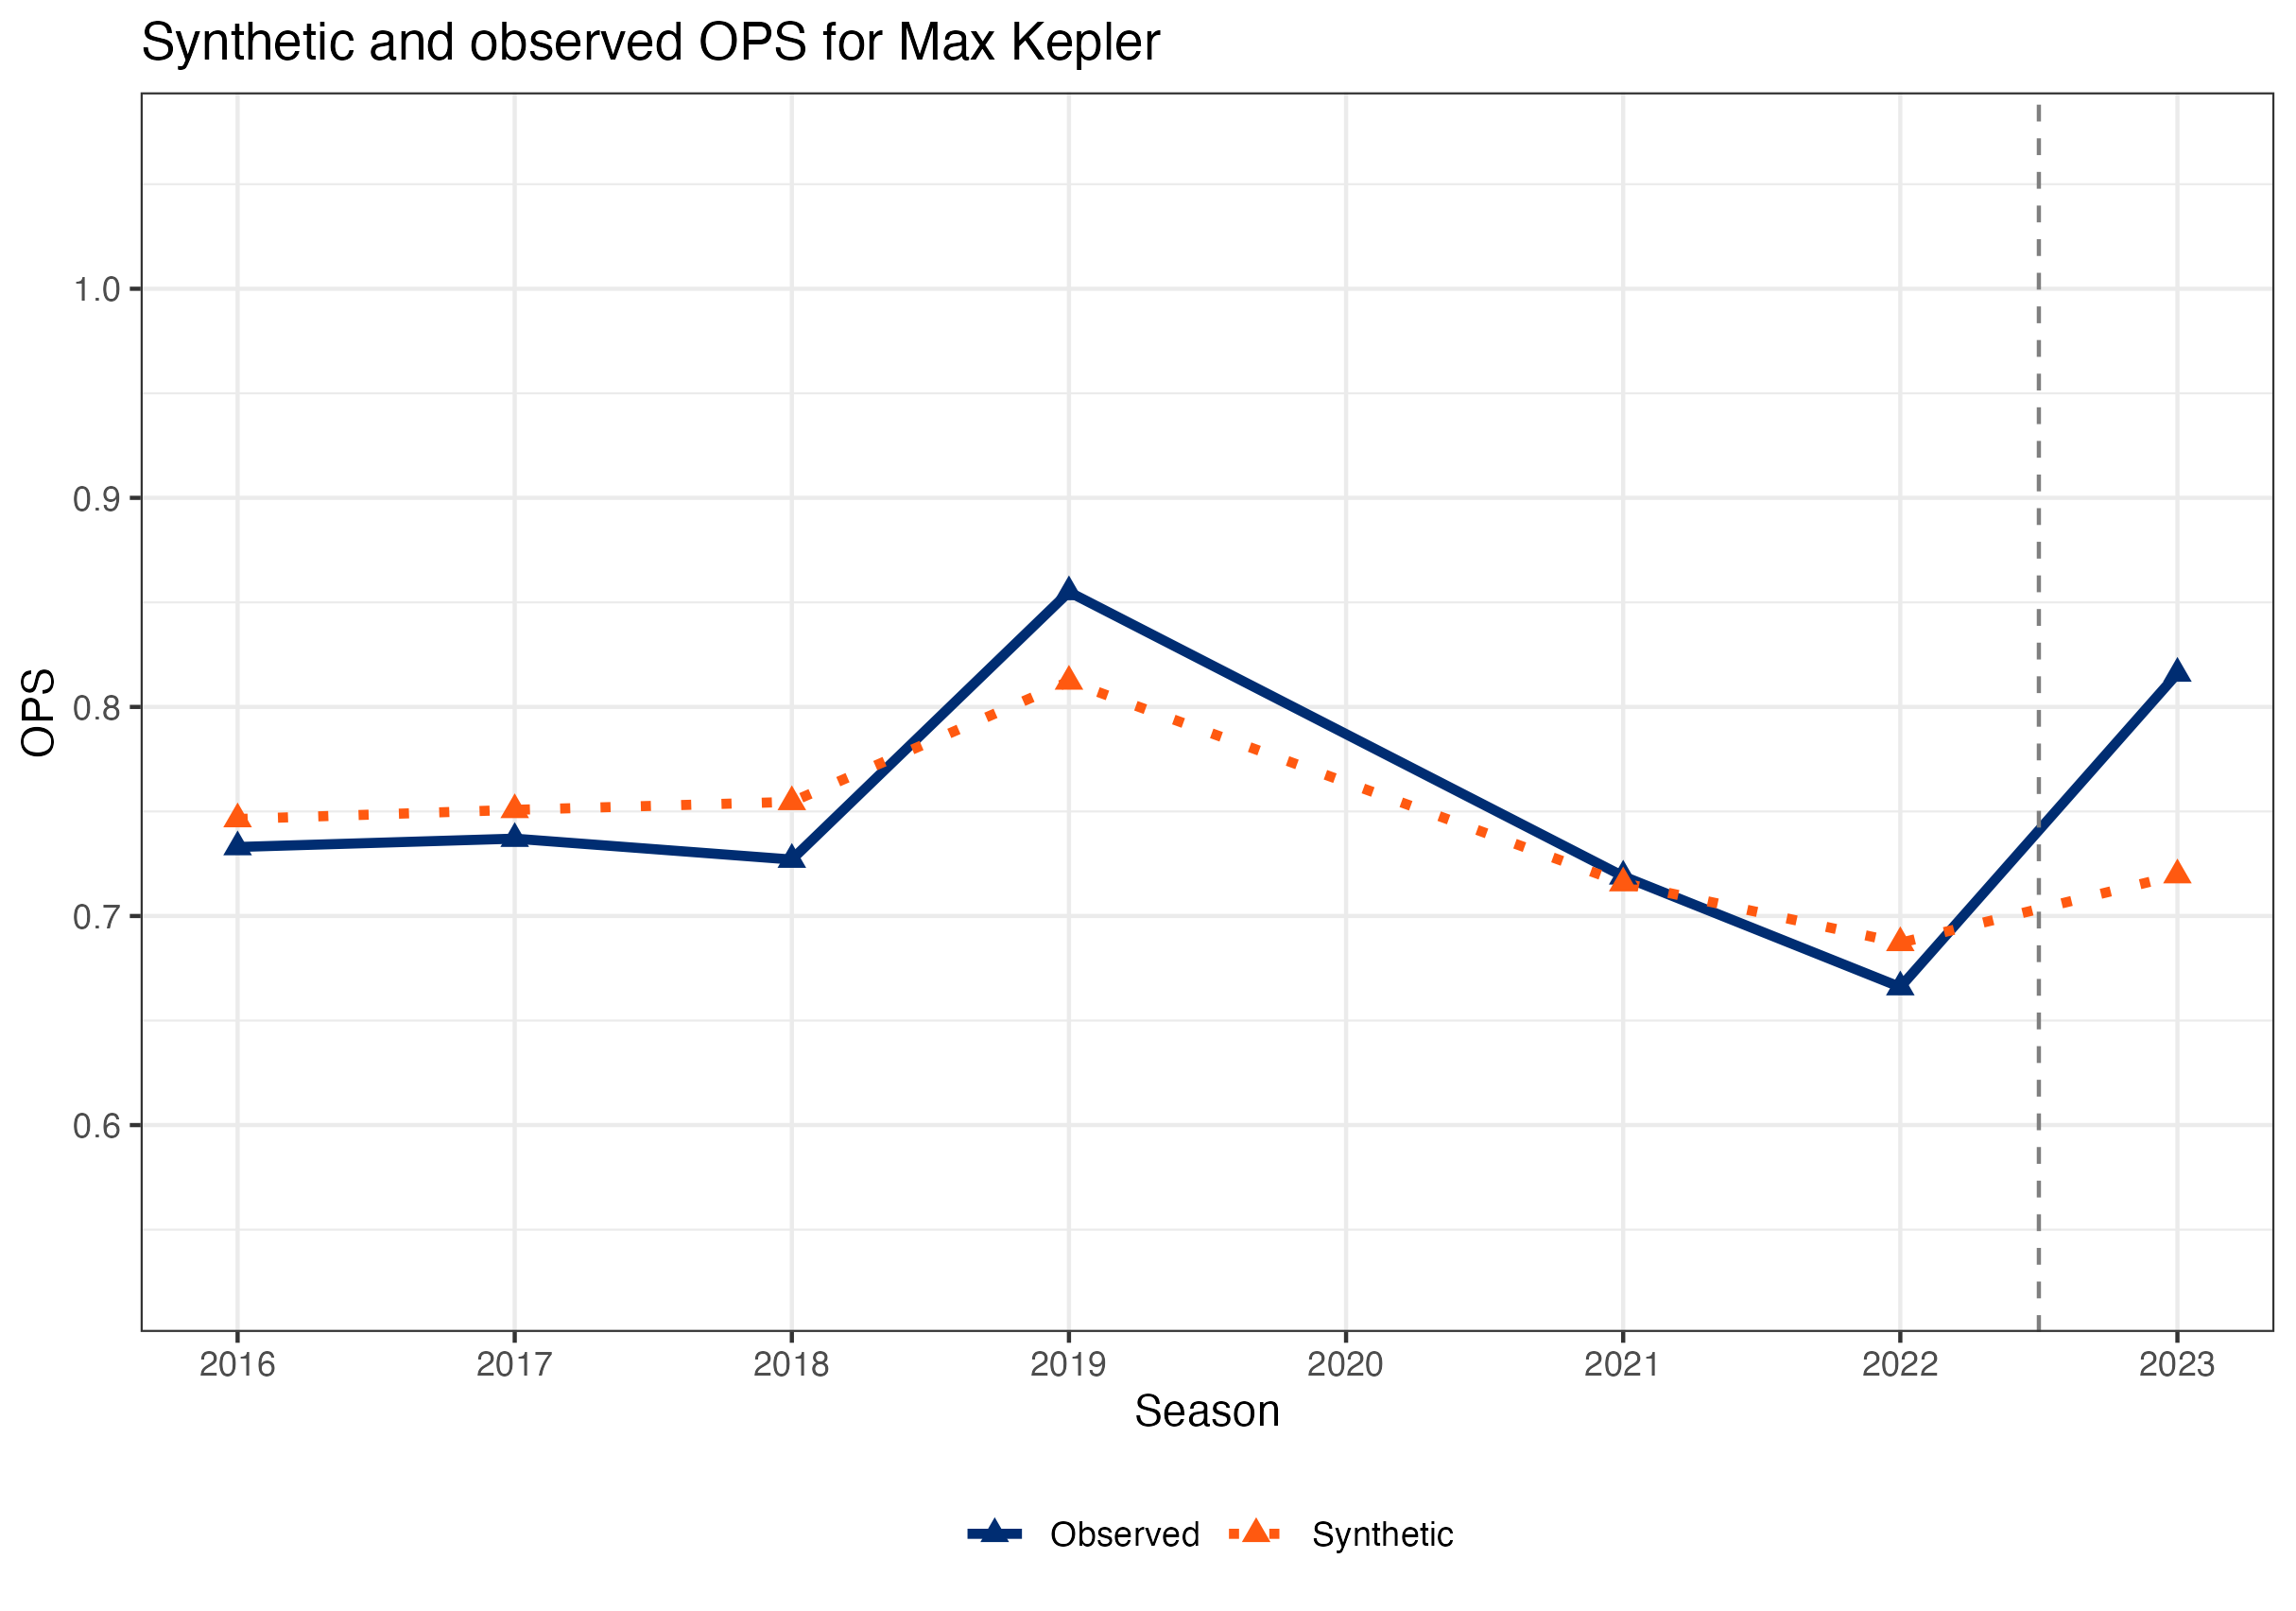 Synthetic and observed OPS for Max Kepler
OPS
1.0
0.9
0.8
0.7
0.6
2016 2017 2018 2019 2020 2021 2022 2023
Season
Observed Synthetic